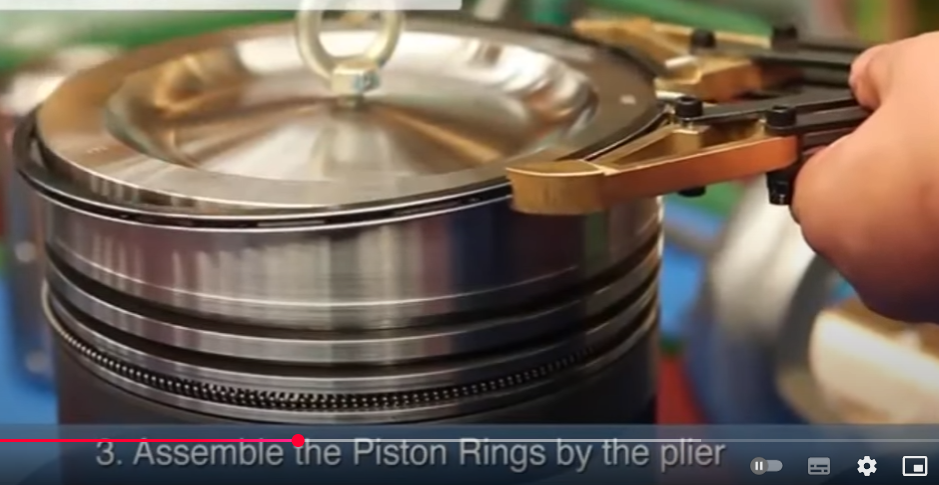 3. Assemble the Piston Rings by the plier